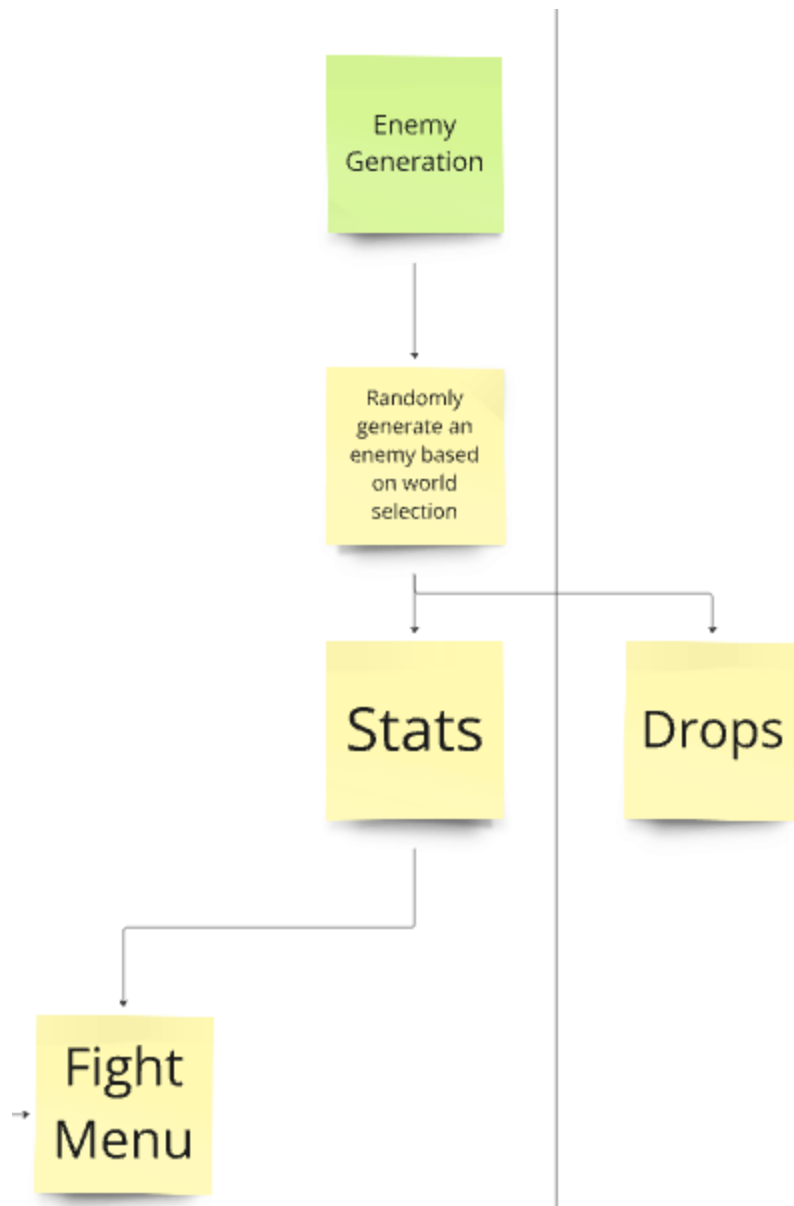 Enemy
Generation
Randomly
generate an
enemy based
on world
selection
Stats
Drops
Fight
Menu